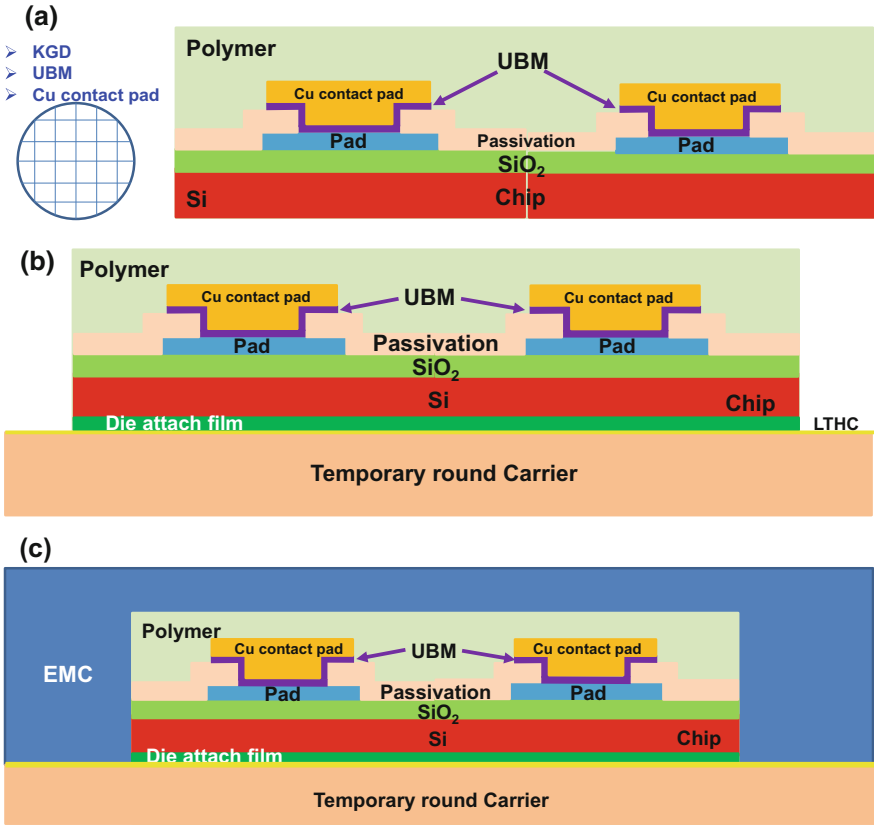 (a)
➢ KGD
➢ UBM
➢ Cu contact pad
Polymer
UBM
Cu contact pad
Cu contact pad
Pad
Passivation
Pad
SiO₂
Si
Chip
(b)
Polymer
Cu contact pad
UBM
Cu contact pad
Pad
Passivation
Pad
SiO₂
Si
Chip
Die attach film
LTHC
Temporary round Carrier
(c)
Polymer
Cu contact pad
UBM
Cu contact pad
EMC
Pad
Passivation
Pad
SiO₂
Si
Chip
Die attach film
Temporary round Carrier